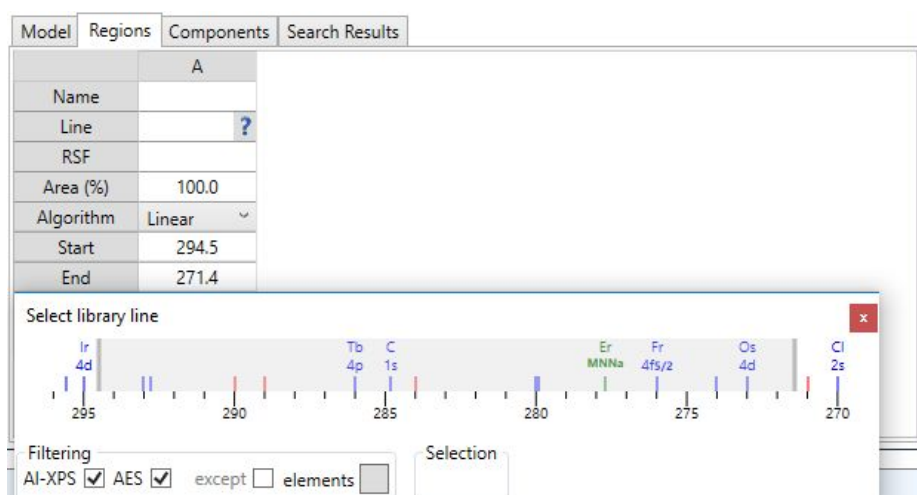 Model Regions Components Search Results
A
Name
Line ?
RSF
Area (%) 100.0
Algorithm Linear
Start 294.5
End 271.4
Select library line x
Ir Tb C Er Fr Os Cl
4d 4p 1s MNNa 4fs/2 4d 2s
295 290 285 280 275 270
Filtering Selection
AI-XPS AES except elements